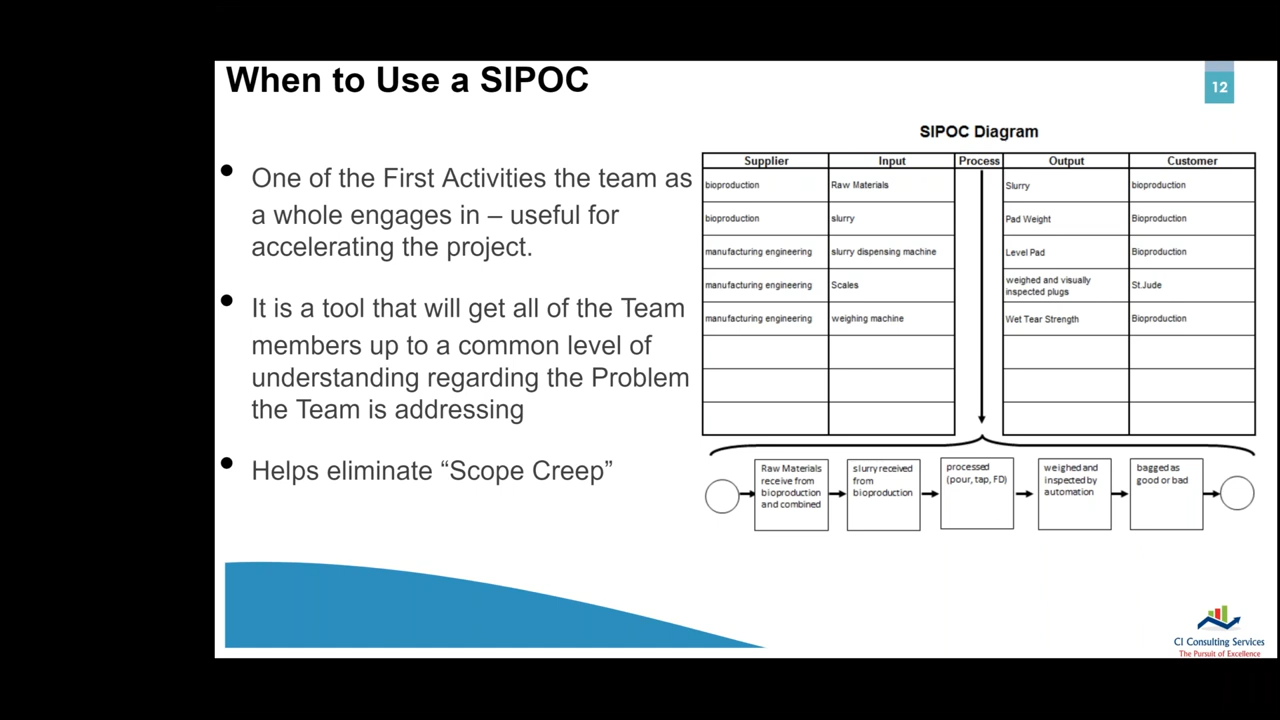 When to Use a SIPOC
12
• One of the First Activities the team as
a whole engages in – useful for
accelerating the project.
• It is a tool that will get all of the Team
members up to a common level of
understanding regarding the Problem
the Team is addressing
• Helps eliminate “Scope Creep”
SIPOC Diagram
Supplier Input Process Output Customer
bioproduction Raw Materials Slurry bioproduction
bioproduction slurry Pad Weight Bioproduction
manufacturing engineering slurry dispensing machine Level Pad Bioproduction
manufacturing engineering Scales weighed and visually
inspected plugs St.Jude
manufacturing engineering weighing machine Wet Tear Strength Bioproduction
Raw Materials
receive from
bioproduction
and combined
slurry received
from
bioproduction
processed
(pour, tap, FD)
weighed and
inspected by
automation
bagged as
good or bad
CI Consulting Services
The Pursuit of Excellence